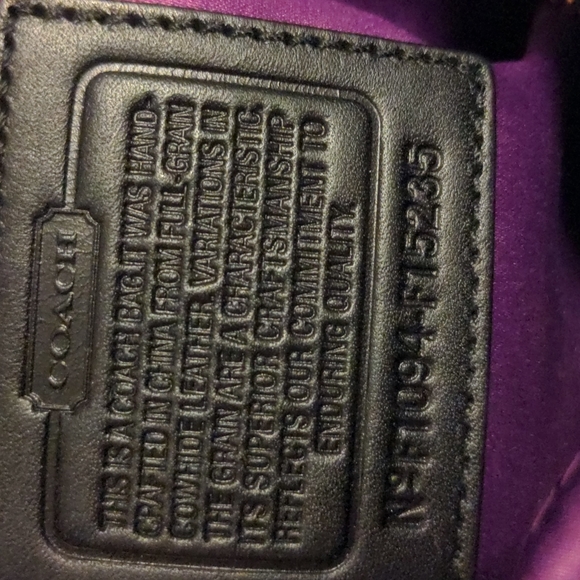 COACH
THIS IS A COACH BAG. IT WAS HAND-
CRAFTED IN CHINA FROM FULL-GRAIN
COWHIDE LEATHER. VARIATIONS IN
THE GRAIN ARE A CHARACTERISTIC.
ITS SUPERIOR CRAFTSMANSHIP
REFLECTS OUR COMMITMENT TO
ENDURING QUALITY.
Nº F1094-F15235